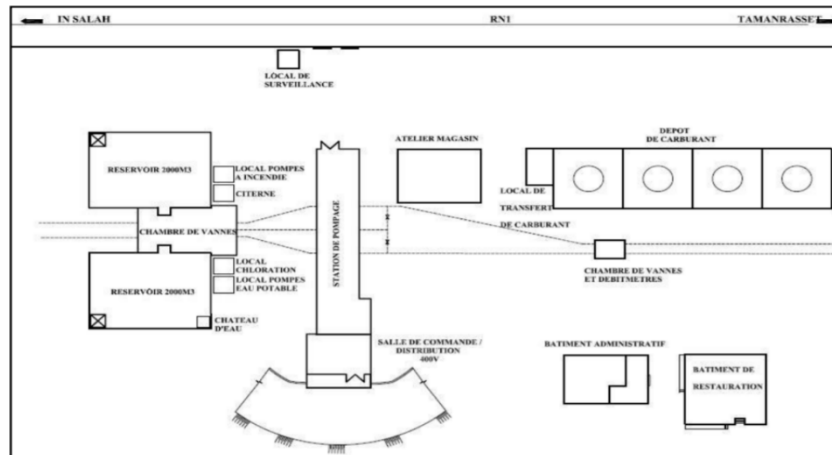 IN SALAH
RN1
TAMANRASSET
LOCAL DE
SURVEILLANCE
ATELIER MAGASIN
DEPOT
DE CARBURANT
RESERVOIR 2000M3
LOCAL POMPES
A INCENDIE
CITERNE
LOCAL DE
TRANSFERT
DE CARBURANT
CHAMBRE DE VANNES
STATION DE POMPAGE
LOCAL
CHLORATION
LOCAL POMPES
EAU POTABLE
RESERVOIR 2000M3
CHATEAU
D'EAU
CHAMBRE DE VANNES
ET DEBITMETRES
SALLE DE COMMANDE /
DISTRIBUTION
400V
BATIMENT ADMINISTRATIF
BATIMENT DE
RESTAURATION